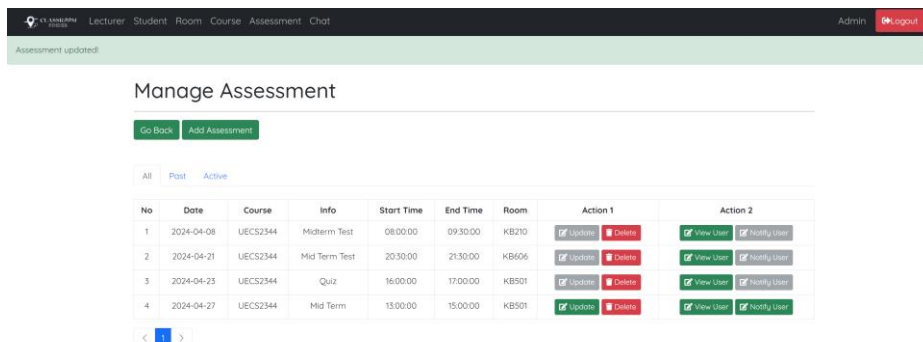 CLASSROOM FINDER Lecturer Student Room Course Assessment Chat Admin Logout
Assessment updated!
Manage Assessment
Go Back Add Assessment
All Past Active
No Date Course Info Start Time End Time Room Action 1 Action 2
1 2024-04-08 UECS2344 Midterm Test 08:00:00 09:30:00 KB210 Update Delete View User Notify User
2 2024-04-21 UECS2344 Mid Term Test 20:30:00 21:30:00 KB606 Update Delete View User Notify User
3 2024-04-23 UECS2344 Quiz 16:00:00 17:00:00 KB501 Update Delete View User Notify User
4 2024-04-27 UECS2344 Mid Term 13:00:00 15:00:00 KB501 Update Delete View User Notify User
< 1 >